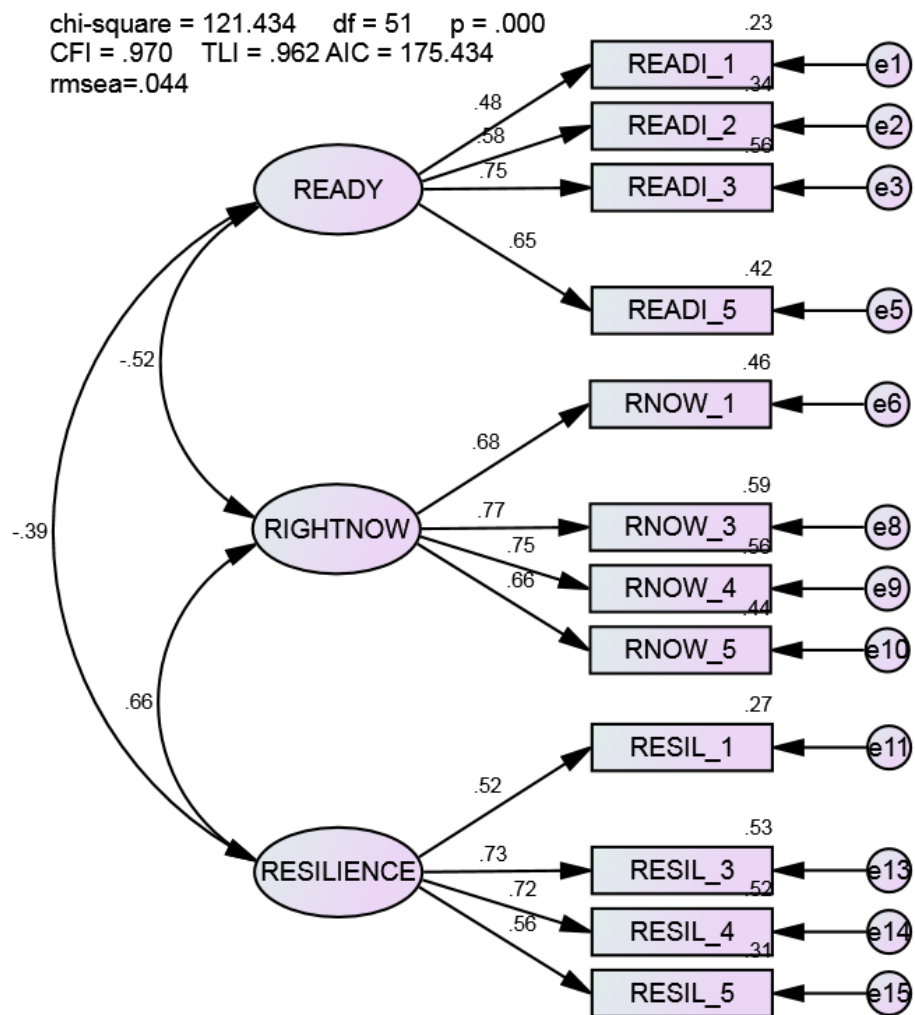 chi-square = 121.434 df = 51 p = .000
CFI = .970 TLI = .962 AIC = 175.434
rmsea=.044
.23
READI_1
e1
.48
.34
READI_2
e2
.58
.56
READI_3
e3
.75
READY
.65
.42
READI_5
e5
-.52
.46
RNOW_1
e6
.68
.59
RNOW_3
e8
.77
RIGHTNOW
-.39
.75
.56
RNOW_4
e9
.66
.44
RNOW_5
e10
.66
.27
RESIL_1
e11
.52
.53
RESIL_3
e13
.73
RESILIENCE
.72
.52
RESIL_4
e14
.56
.31
RESIL_5
e15